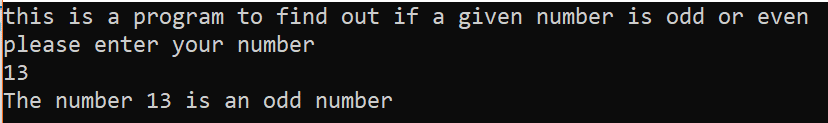 this is a program to find out if a given number is odd or even
please enter your number
13
The number 13 is an odd number